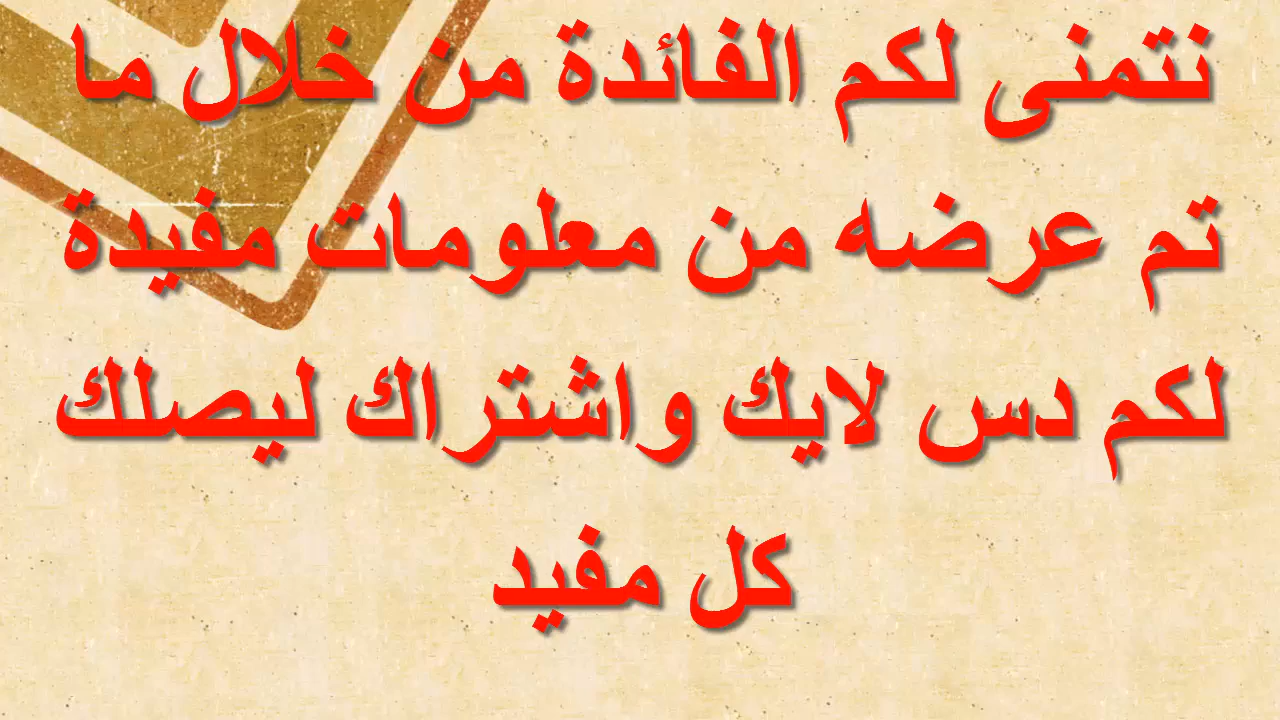 نتمنى لكم الفائدة من خلال ما
تم عرضه من معلومات مفيدة
لكم دس لايك واشتراك ليصلك
كل مفيد